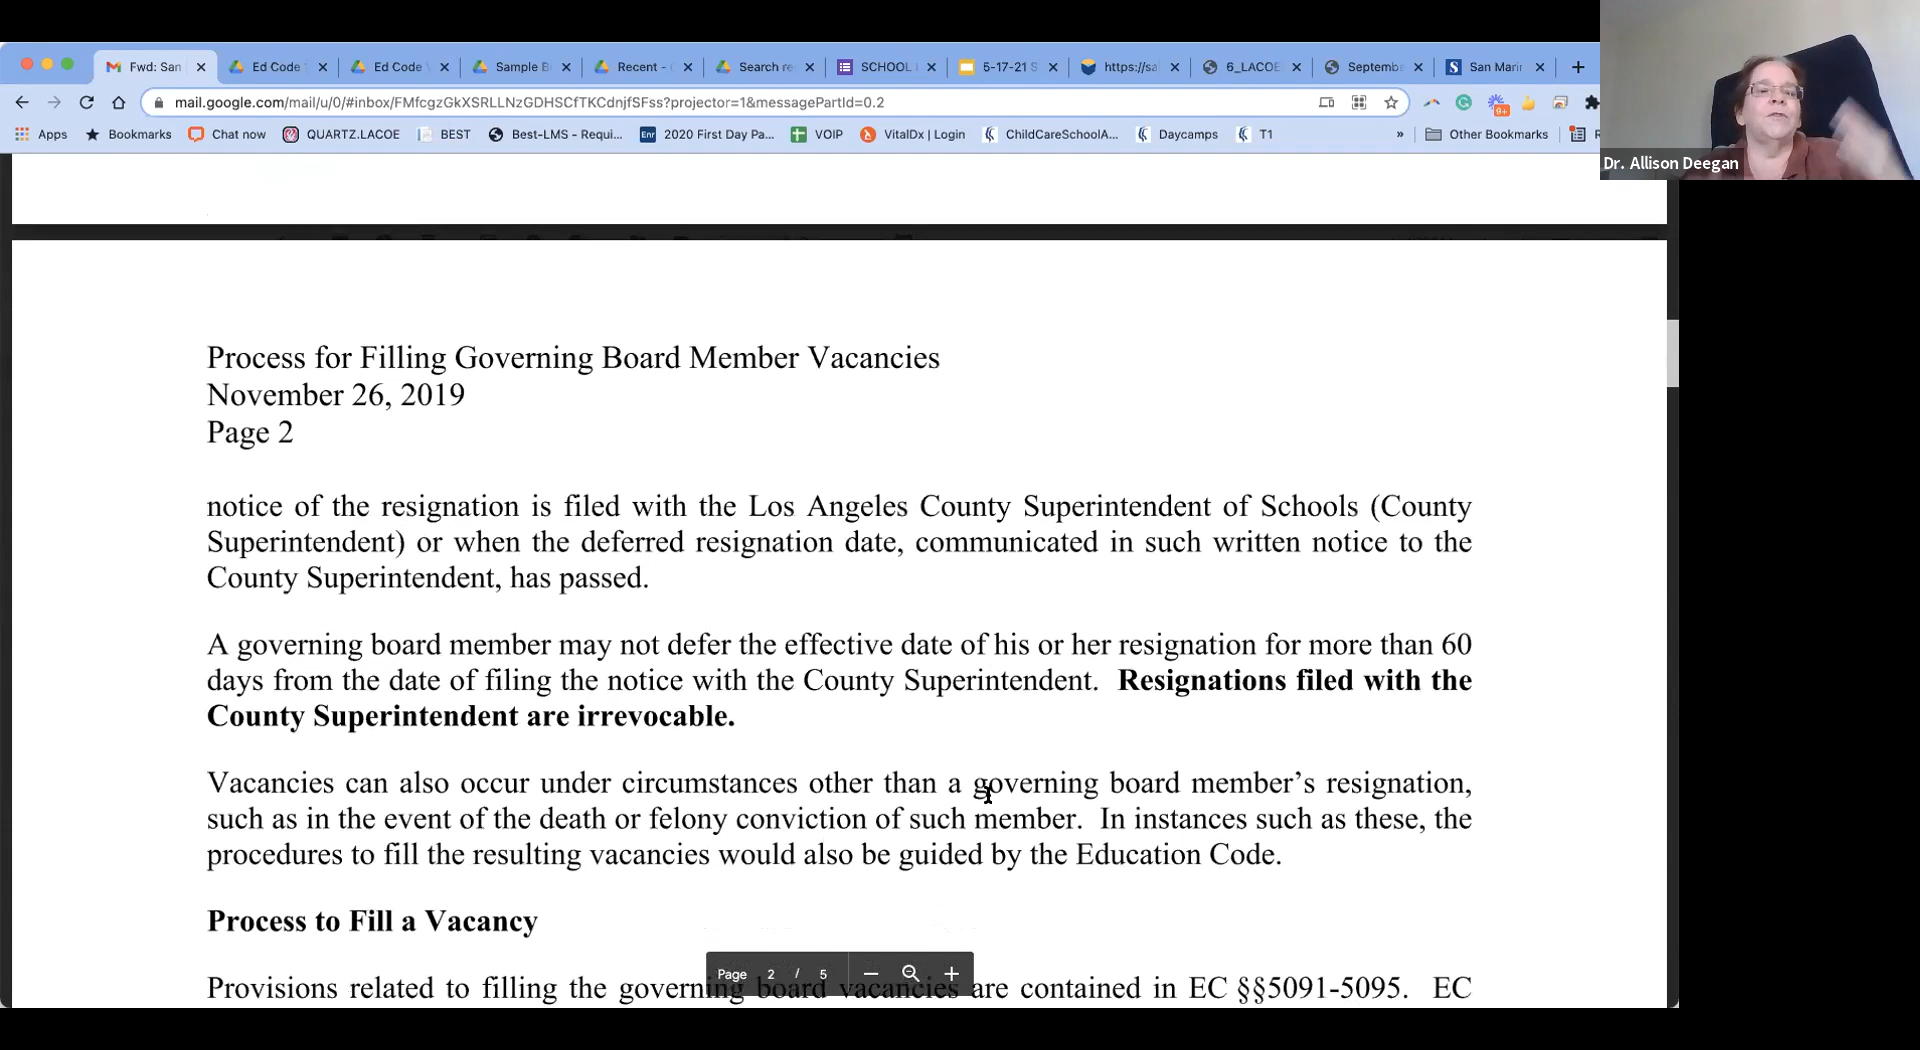 Fwd: San
Ed Code
Ed Code V
Sample B
Recent -
Search re
SCHOOL
5-17-21 S
https://sa
6_LACOE
Septemb
San Mari
mail.google.com/mail/u/0/#inbox/FMfcgzGkXSRLLNzGDHSCfTKCdnjfSFss?projector=1&messagePartId=0.2
9+
Apps
Bookmarks
Chat now
QUARTZ.LACOE
BEST
Best-LMS - Requi...
Enr
2020 First Day Pa...
VOIP
VitalDx | Login
ChildCareSchoolA...
Daycamps
T1
»
Other Bookmarks
R
Dr. Allison Deegan
Process for Filling Governing Board Member Vacancies
November 26, 2019
Page 2
notice of the resignation is filed with the Los Angeles County Superintendent of Schools (County
Superintendent) or when the deferred resignation date, communicated in such written notice to the
County Superintendent, has passed.
A governing board member may not defer the effective date of his or her resignation for more than 60
days from the date of filing the notice with the County Superintendent. Resignations filed with the
County Superintendent are irrevocable.
Vacancies can also occur under circumstances other than a governing board member’s resignation,
such as in the event of the death or felony conviction of such member. In instances such as these, the
procedures to fill the resulting vacancies would also be guided by the Education Code.
Process to Fill a Vacancy
Page 2 / 5
Provisions related to filling the governing board vacancies are contained in EC §§5091-5095. EC